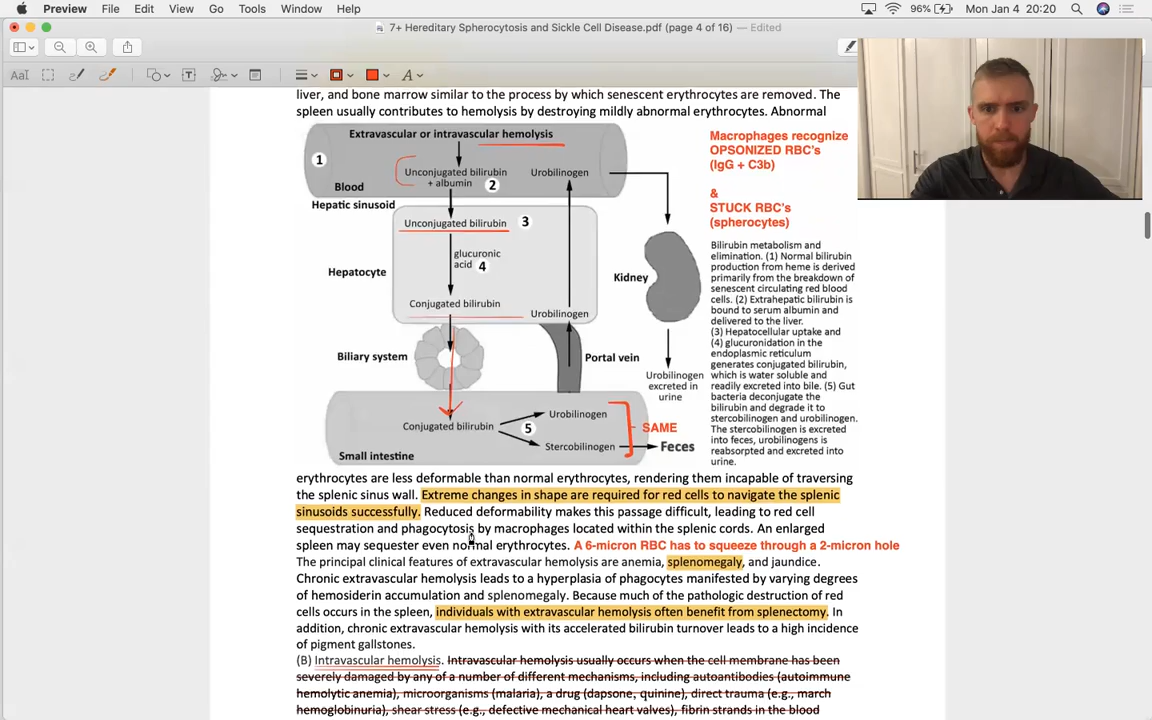 Preview File Edit View Go Tools Window Help 96% Mon Jan 4 20:20
7+ Hereditary Spherocytosis and Sickle Cell Disease.pdf (page 4 of 16) — Edited
AaI T A
liver, and bone marrow similar to the process by which senescent erythrocytes are removed. The
spleen usually contributes to hemolysis by destroying mildly abnormal erythrocytes. Abnormal
Extravascular or intravascular hemolysis
1
Unconjugated bilirubin
+ albumin 2
Urobilinogen
Blood
Hepatic sinusoid
Unconjugated bilirubin 3
glucuronic
acid 4
Hepatocyte
Conjugated bilirubin
Urobilinogen
Kidney
Biliary system
Portal vein
Urobilinogen
excreted in
urine
Conjugated bilirubin
5
Urobilinogen
Stercobilinogen
SAME
Feces
Small intestine
Macrophages recognize
OPSONIZED RBC's
(IgG + C3b)
&
STUCK RBC's
(spherocytes)
Bilirubin metabolism and
elimination. (1) Normal bilirubin
production from heme is derived
primarily from the breakdown of
senescent circulating red blood
cells. (2) Extrahepatic bilirubin is
bound to serum albumin and
delivered to the liver.
(3) Hepatocellular uptake and
(4) glucuronidation in the
endoplasmic reticulum
generates conjugated bilirubin,
which is water soluble and
readily excreted into bile. (5) Gut
bacteria deconjugate the
bilirubin and degrade it to
stercobilinogen and urobilinogen.
The stercobilinogen is excreted
into feces, urobilinogens is
reabsorpted and excreted into
urine.
erythrocytes are less deformable than normal erythrocytes, rendering them incapable of traversing
the splenic sinus wall. Extreme changes in shape are required for red cells to navigate the splenic
sinusoids successfully. Reduced deformability makes this passage difficult, leading to red cell
sequestration and phagocytosis by macrophages located within the splenic cords. An enlarged
spleen may sequester even normal erythrocytes. A 6-micron RBC has to squeeze through a 2-micron hole
The principal clinical features of extravascular hemolysis are anemia, splenomegaly, and jaundice.
Chronic extravascular hemolysis leads to a hyperplasia of phagocytes manifested by varying degrees
of hemosiderin accumulation and splenomegaly. Because much of the pathologic destruction of red
cells occurs in the spleen, individuals with extravascular hemolysis often benefit from splenectomy. In
addition, chronic extravascular hemolysis with its accelerated bilirubin turnover leads to a high incidence
of pigment gallstones.
(B) Intravascular hemolysis. Intravascular hemolysis usually occurs when the cell membrane has been
severely damaged by any of a number of different mechanisms, including autoantibodies (autoimmune
hemolytic anemia), microorganisms (malaria), a drug (dapsone, quinine), direct trauma (e.g., march
hemoglobinuria), shear stress (e.g., defective mechanical heart valves), fibrin strands in the blood